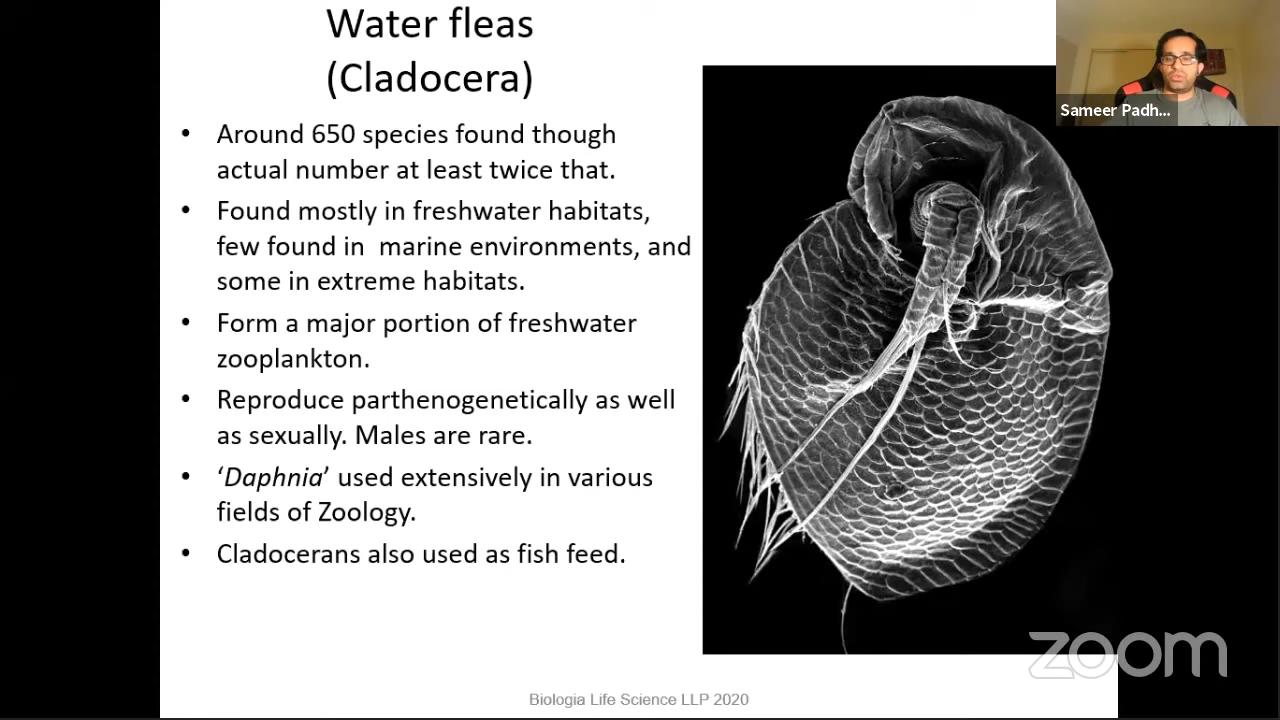 Water fleas
(Cladocera)
• Around 650 species found though
actual number at least twice that.
• Found mostly in freshwater habitats,
few found in marine environments, and
some in extreme habitats.
• Form a major portion of freshwater
zooplankton.
• Reproduce parthenogenetically as well
as sexually. Males are rare.
• ‘Daphnia’ used extensively in various
fields of Zoology.
• Cladocerans also used as fish feed.
Sameer Padh...
zoom
Biologia Life Science LLP 2020